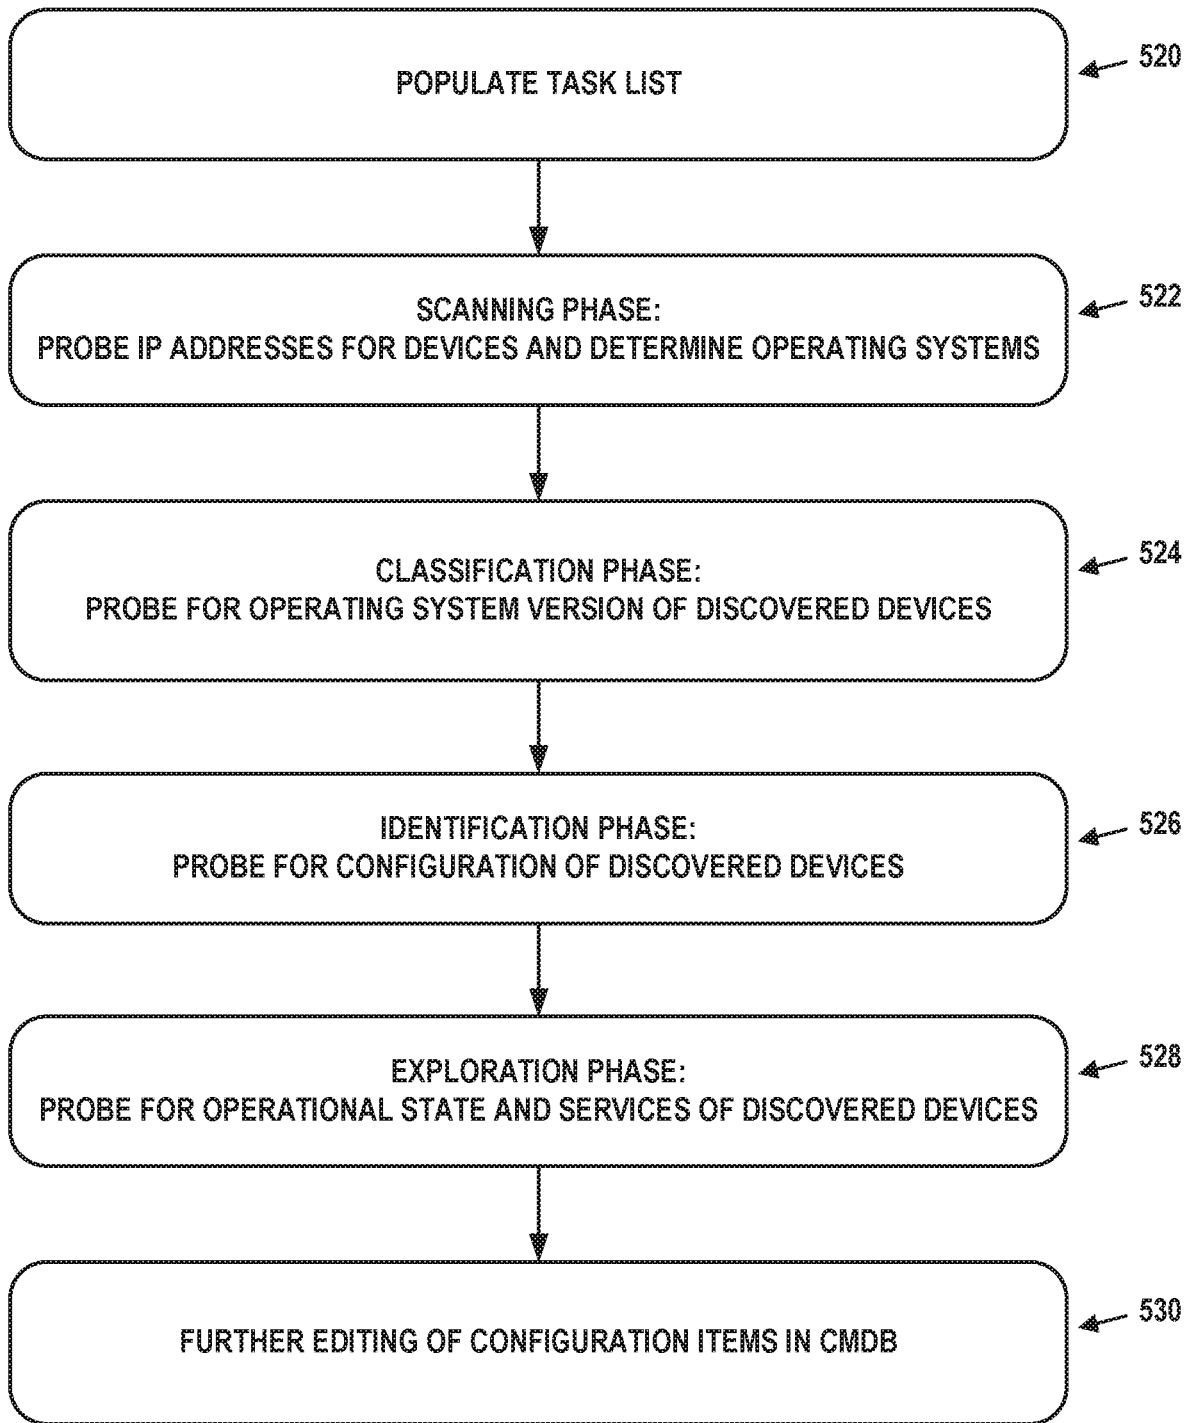 POPULATE TASK LIST
520
SCANNING PHASE:
PROBE IP ADDRESSES FOR DEVICES AND DETERMINE OPERATING SYSTEMS
522
CLASSIFICATION PHASE:
PROBE FOR OPERATING SYSTEM VERSION OF DISCOVERED DEVICES
524
IDENTIFICATION PHASE:
PROBE FOR CONFIGURATION OF DISCOVERED DEVICES
526
EXPLORATION PHASE:
PROBE FOR OPERATIONAL STATE AND SERVICES OF DISCOVERED DEVICES
528
FURTHER EDITING OF CONFIGURATION ITEMS IN CMDB
530